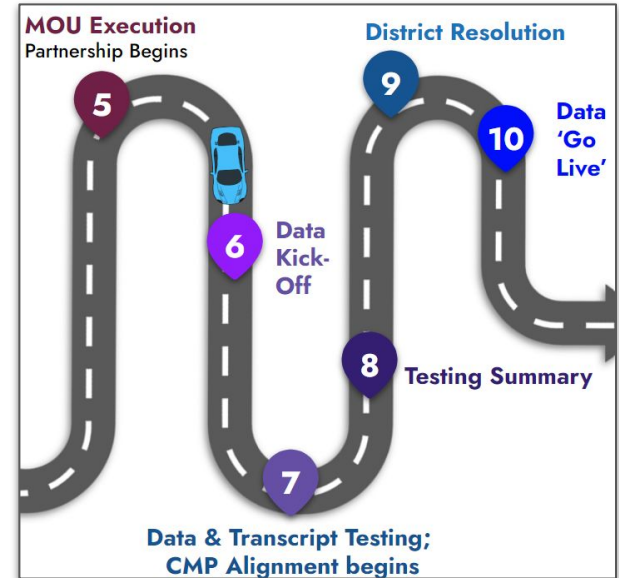 MOU Execution
Partnership Begins
5
6
Data
Kick-
Off
7
Data & Transcript Testing;
CMP Alignment begins
8
Testing Summary
District Resolution
9
10
Data
‘Go
Live’